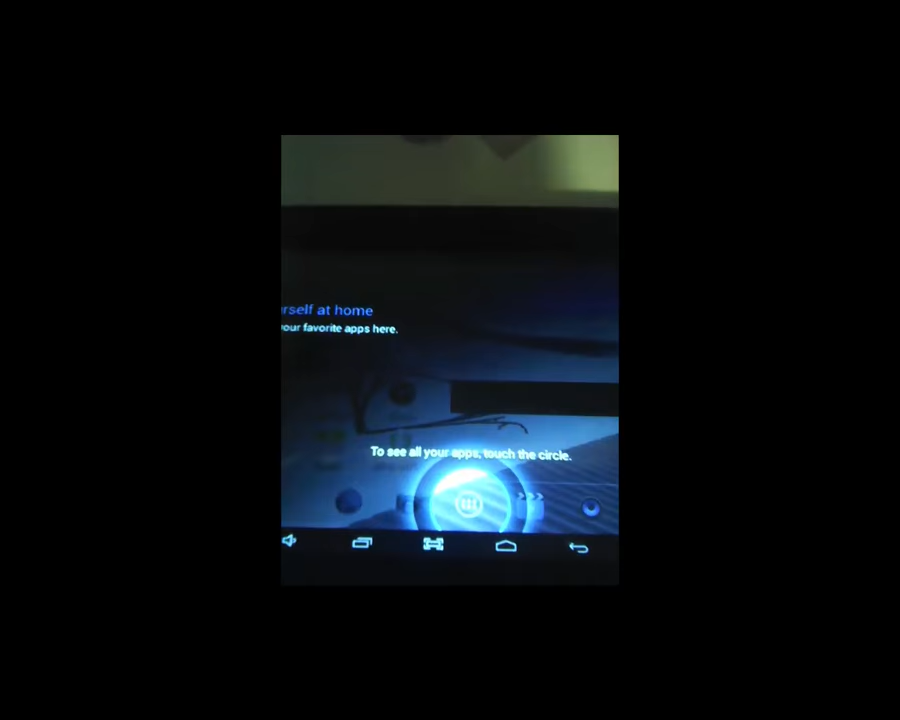 rself at home
our favorite apps here.
To see all your apps, touch the circle.